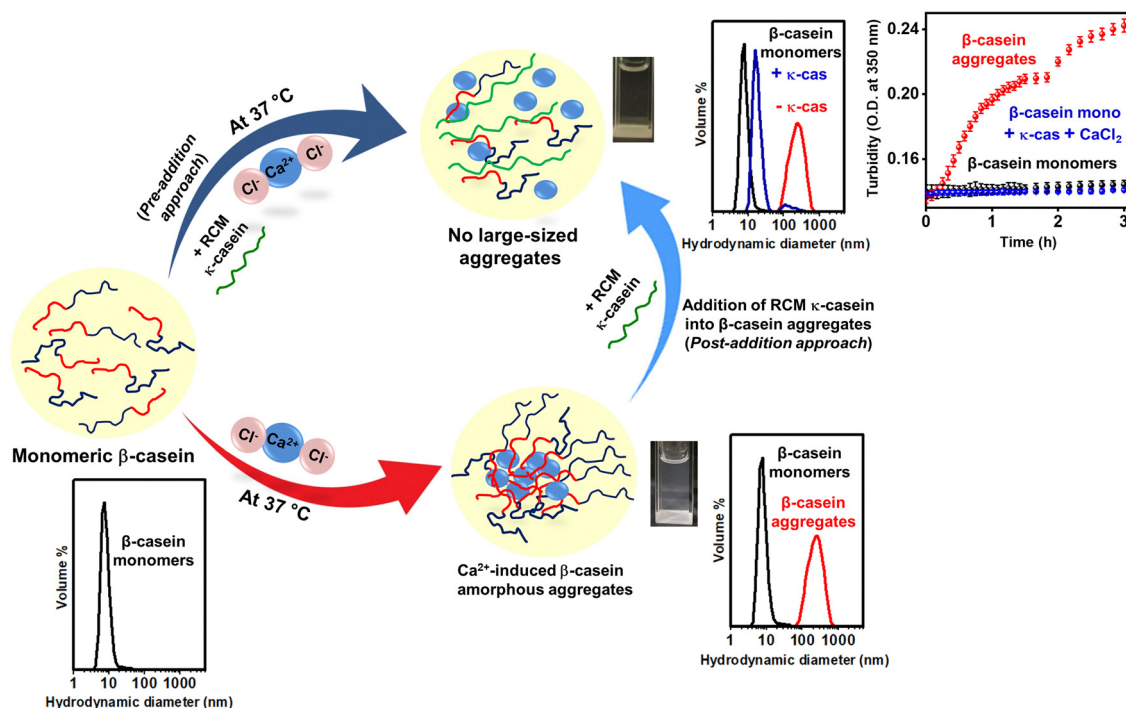 At 37 °C
(Pre-addition
approach)
Cl⁻
Ca²⁺
Cl⁻
+ RCM
κ-casein
No large-sized
aggregates
β-casein
monomers
+ κ-cas
- κ-cas
Volume %
1 10 100 1000
Hydrodynamic diameter (nm)
Turbidity (O.D. at 350 nm)
0.24
0.20
0.16
β-casein
aggregates
β-casein mono
+ κ-cas + CaCl₂
β-casein monomers
0 1 2 3
Time (h)
+ RCM
κ-casein
Addition of RCM κ-casein
into β-casein aggregates
(Post-addition approach)
Monomeric β-casein
Cl⁻
Ca²⁺
Cl⁻
At 37 °C
Ca²⁺-induced β-casein
amorphous aggregates
β-casein
monomers
Volume %
1 10 100 1000
Hydrodynamic diameter (nm)
β-casein
monomers
β-casein
aggregates
Volume %
1 10 100 1000
Hydrodynamic diameter (nm)